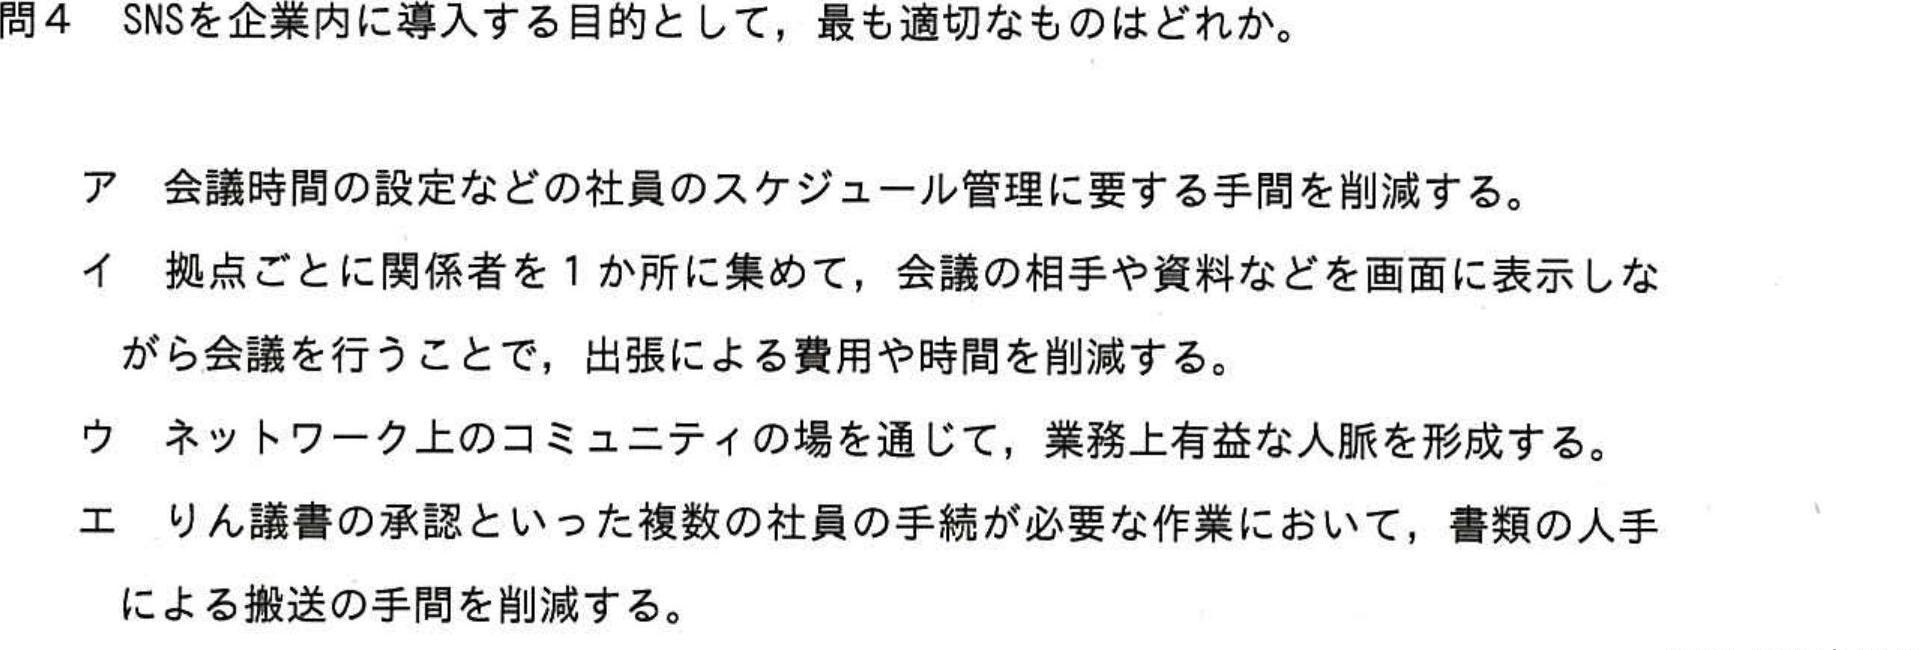 問４　SNSを企業内に導入する目的として，最も適切なものはどれか。
ア　会議時間の設定などの社員のスケジュール管理に要する手間を削減する。
イ　拠点ごとに関係者を１か所に集めて，会議の相手や資料などを画面に表示しな
がら会議を行うことで，出張による費用や時間を削減する。
ウ　ネットワーク上のコミュニティの場を通じて，業務上有益な人脈を形成する。
エ　りん議書の承認といった複数の社員の手続が必要な作業において，書類の人手
による搬送の手間を削減する。